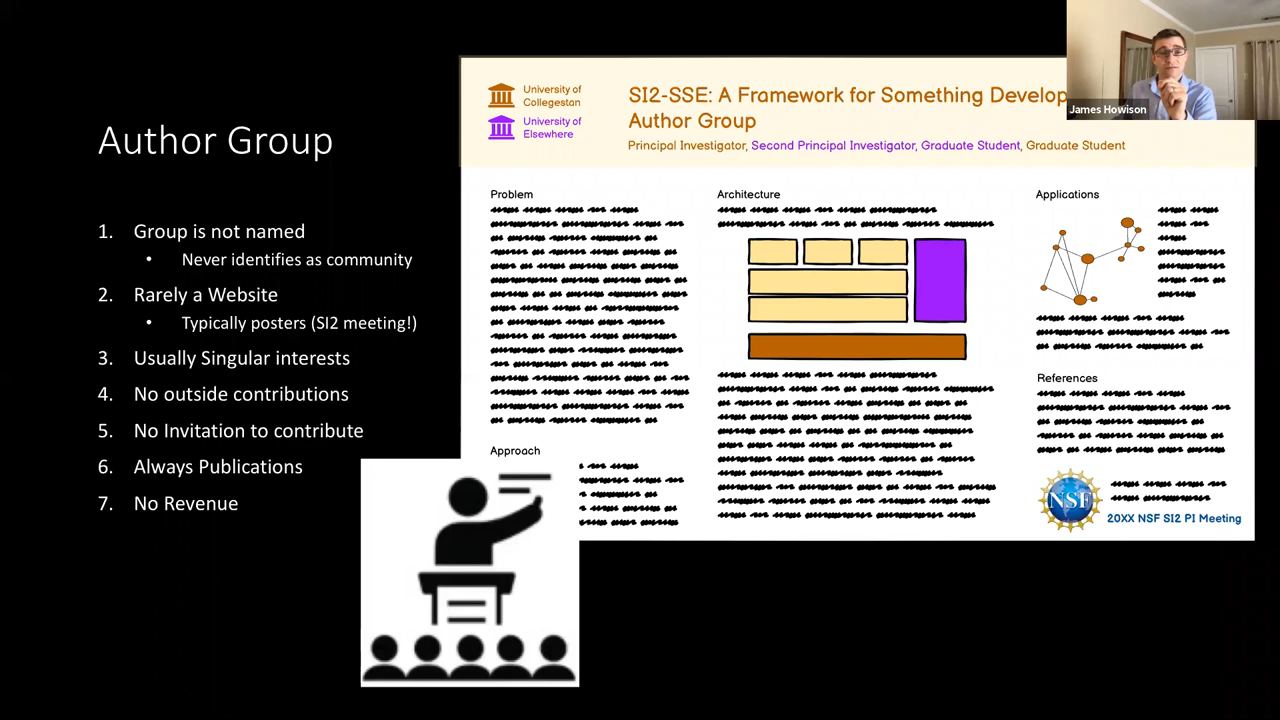 Author Group
1. Group is not named
• Never identifies as community
2. Rarely a Website
• Typically posters (SI2 meeting!)
3. Usually Singular interests
4. No outside contributions
5. No Invitation to contribute
6. Always Publications
7. No Revenue
University of
Collegestan
University of
Elsewhere
SI2-SSE: A Framework for Something Develop
Author Group
Principal Investigator, Second Principal Investigator, Graduate Student, Graduate Student
Problem
Approach
Architecture
Applications
References
NSF
20XX NSF SI2 PI Meeting
James Howison